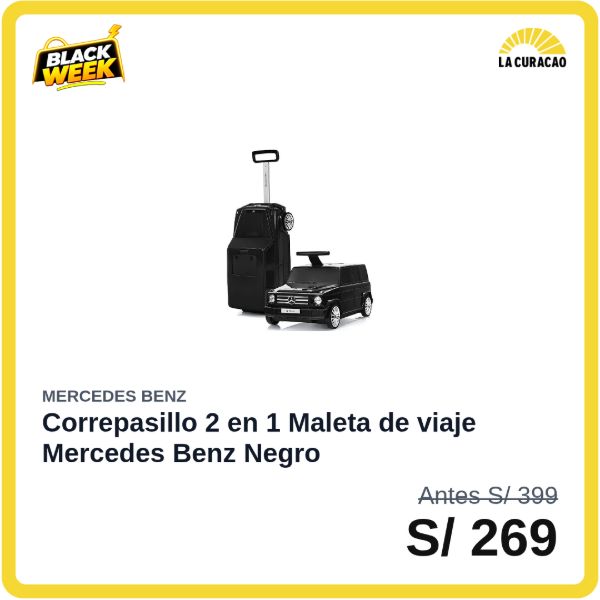 BLACK
WEEK
LA CURACAO
MERCEDES BENZ
Correpasillo 2 en 1 Maleta de viaje
Mercedes Benz Negro
Antes S/ 399
S/ 269